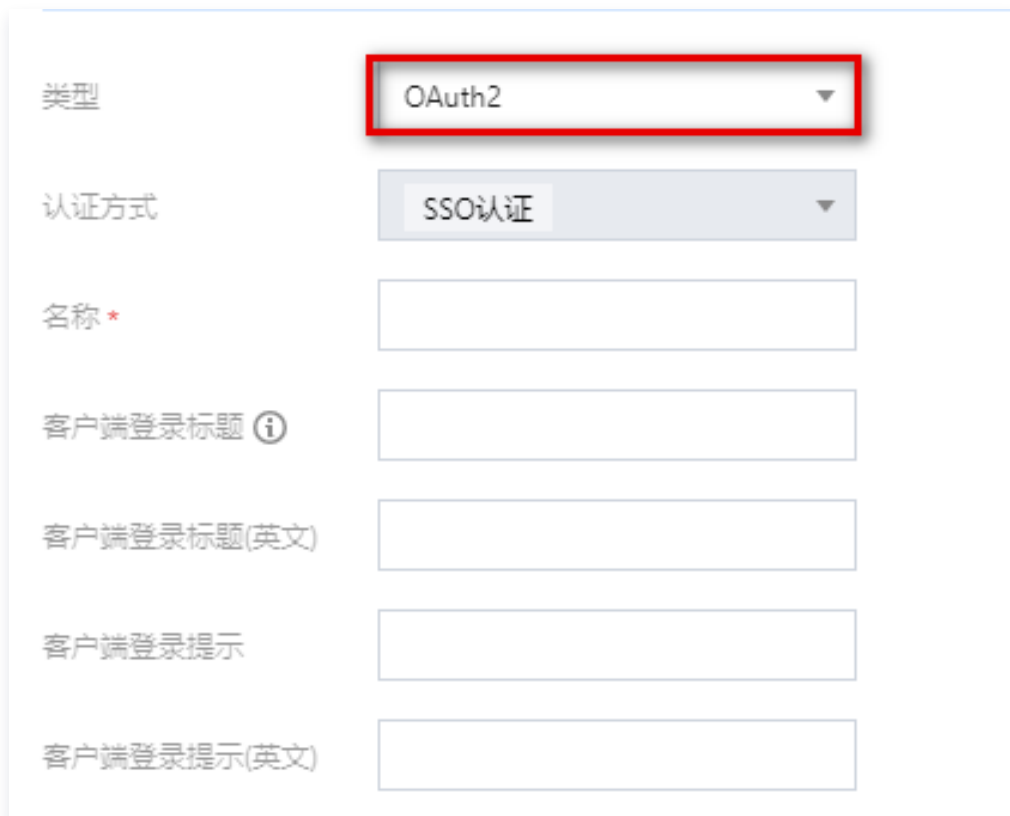 类型 OAuth2
认证方式 SSO认证
名称 *
客户端登录标题
客户端登录标题(英文)
客户端登录提示
客户端登录提示(英文)